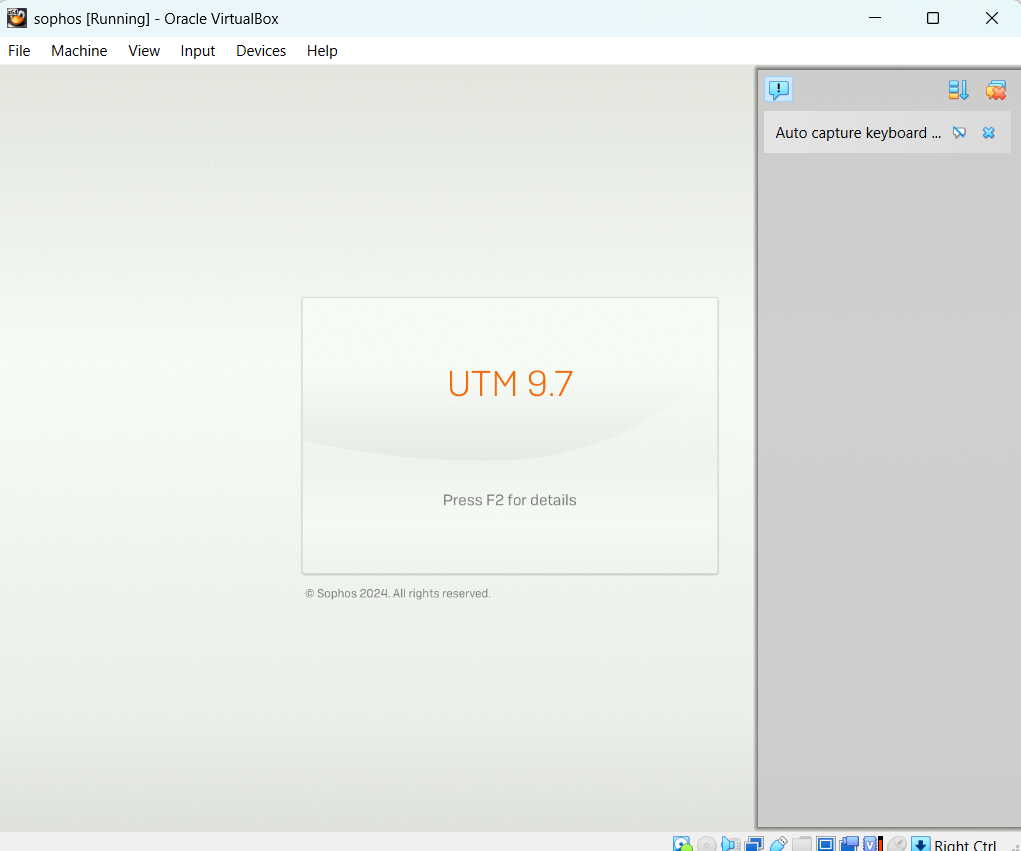 sophos [Running] - Oracle VirtualBox
File Machine View Input Devices Help
Auto capture keyboard ...
UTM 9.7
Press F2 for details
© Sophos 2024. All rights reserved.
Right Ctrl